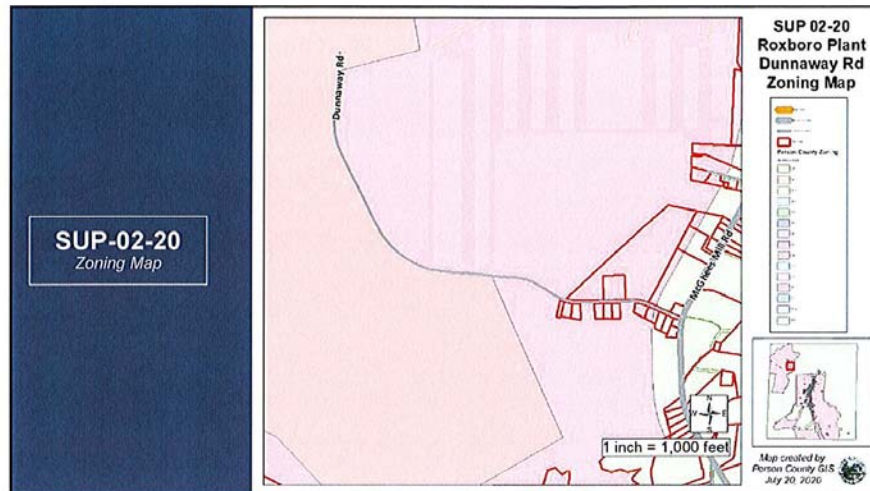 SUP-02-20
Zoning Map
Dunnaway Rd
McGhees Mill Rd
N
W E
S
1 inch = 1,000 feet
SUP 02-20
Roxboro Plant
Dunnaway Rd
Zoning Map
Person County Zoning
Map created by
Person County GIS
July 20, 2020